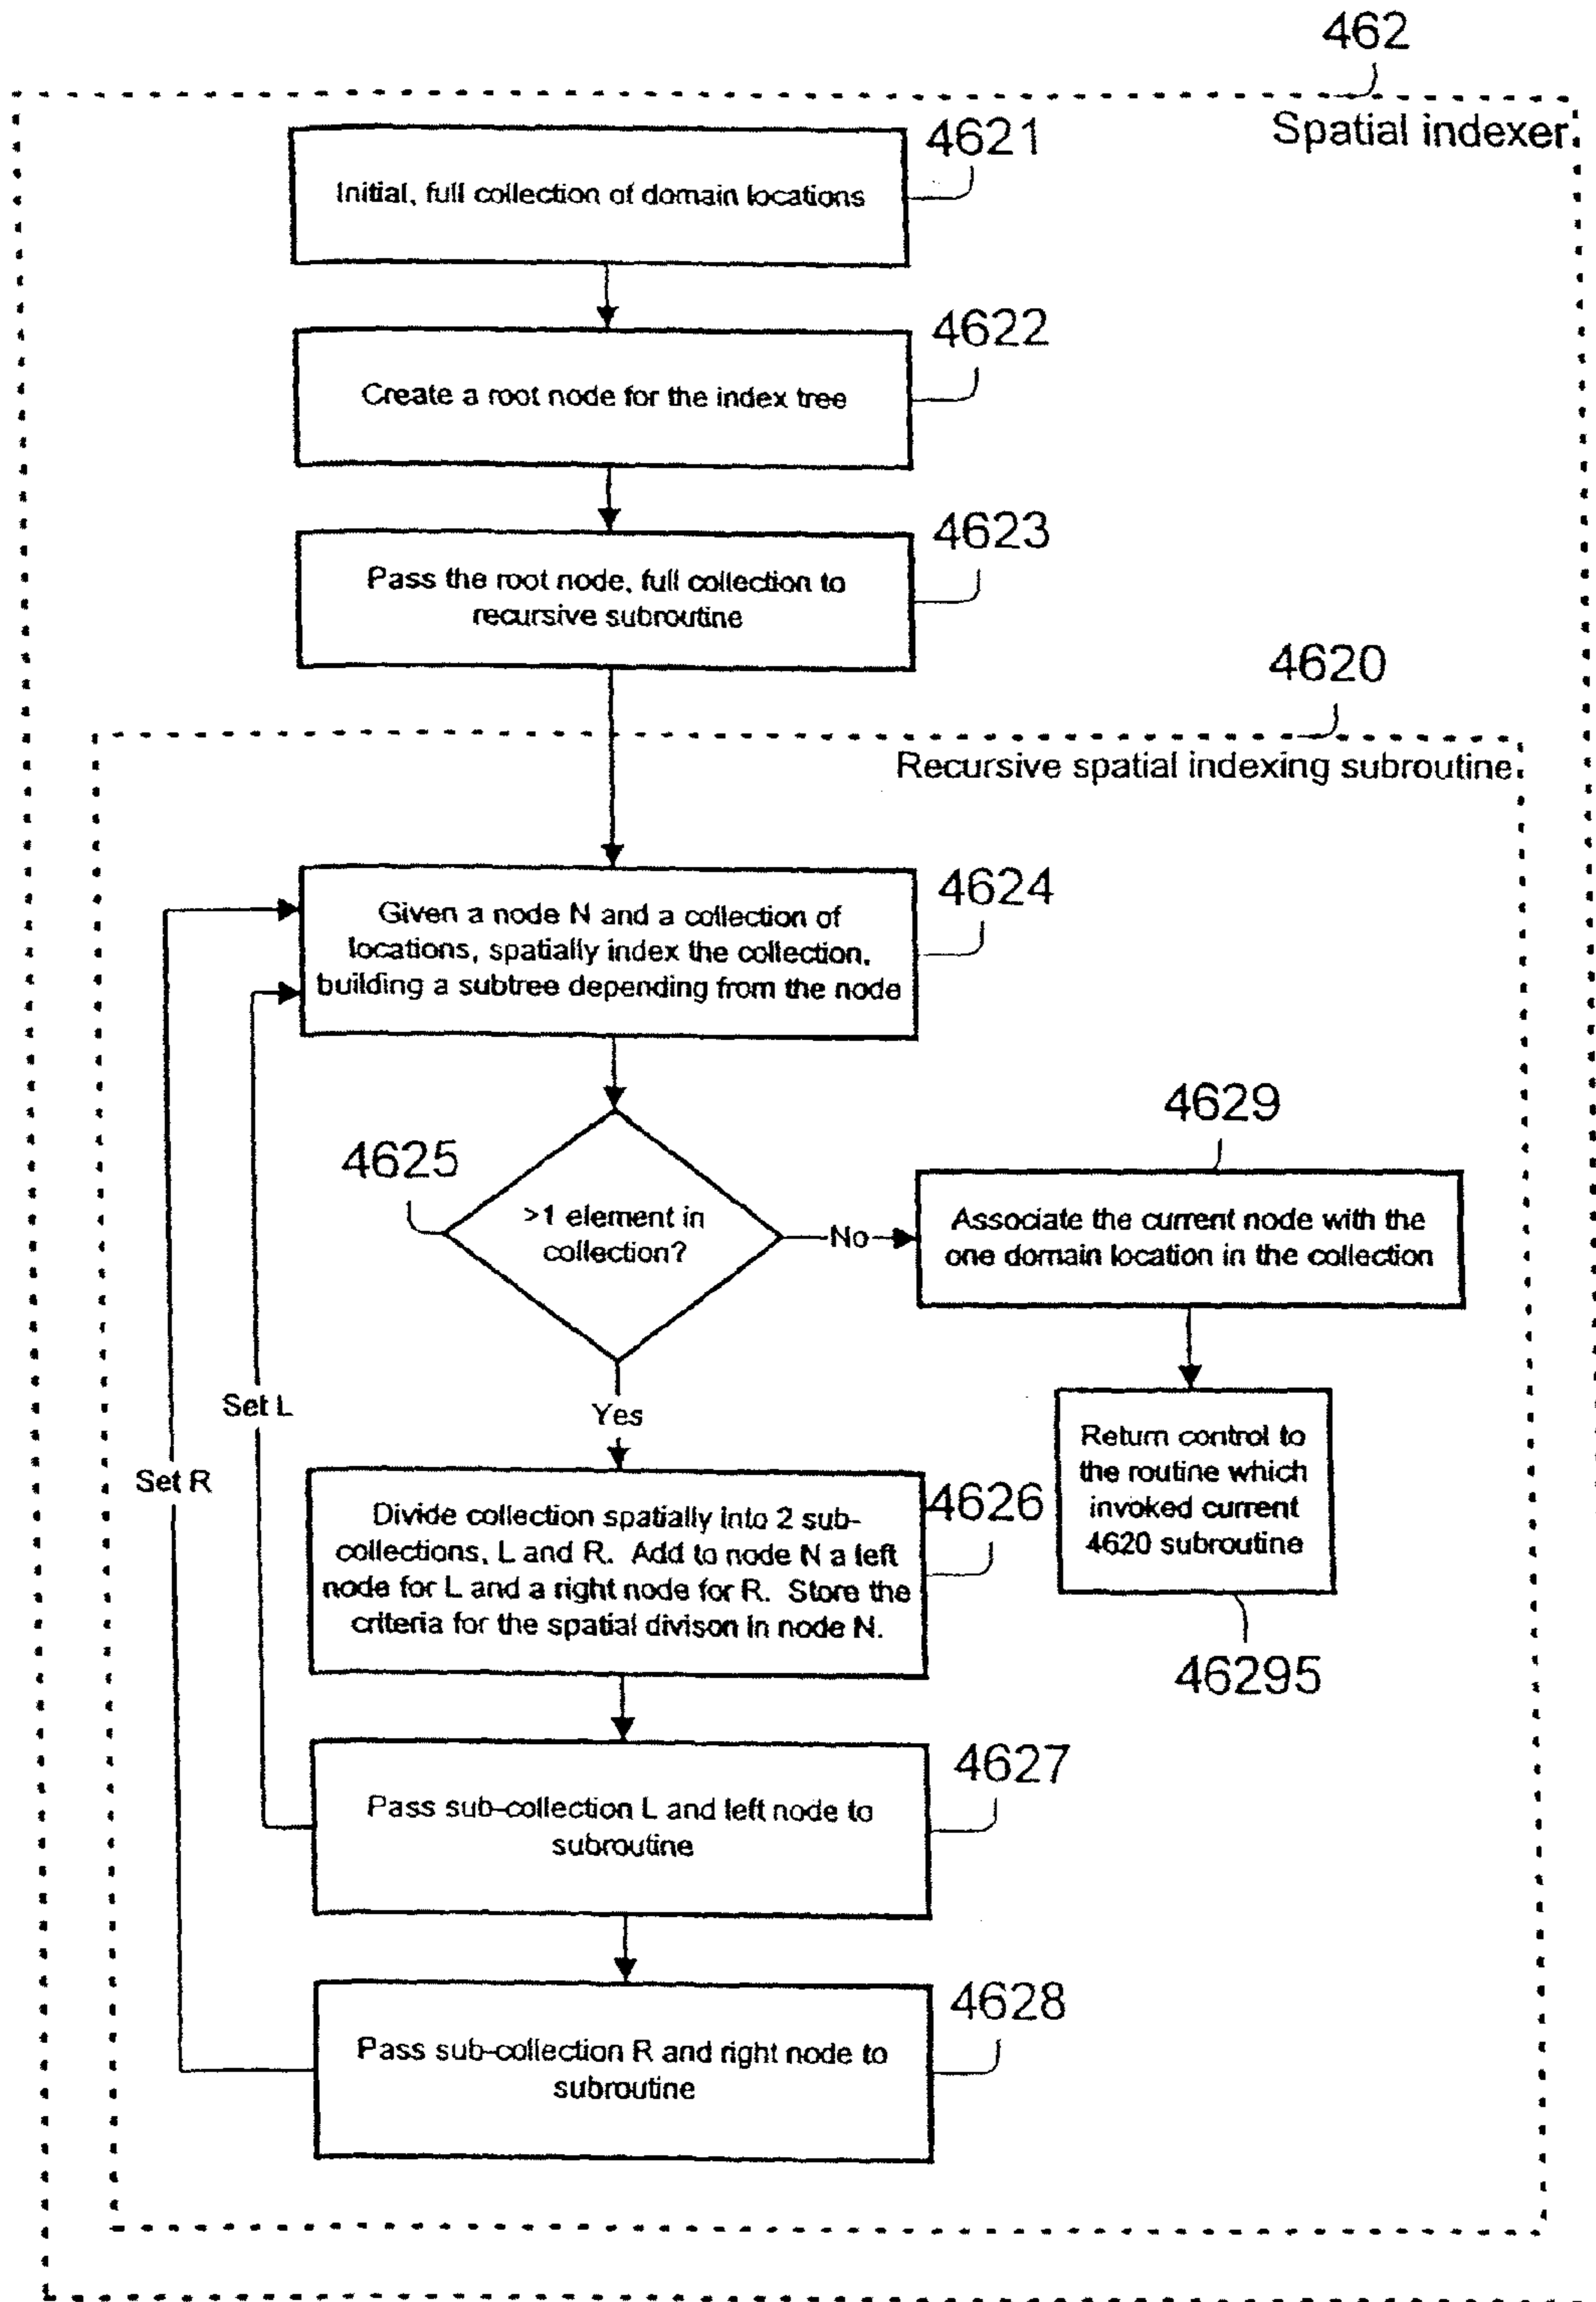 462
Spatial indexer
4621
Initial, full collection of domain locations
4622
Create a root node for the index tree
4623
Pass the root node, full collection to
recursive subroutine
4620
Recursive spatial indexing subroutine
4624
Given a node N and a collection of
locations, spatially index the collection,
building a subtree depending from the node
4625
>1 element in
collection?
No
4629
Associate the current node with the
one domain location in the collection
Yes
Set L
Set R
Return control to
the routine which
invoked current
4620 subroutine
46295
4626
Divide collection spatially into 2 sub-
collections, L and R. Add to node N a left
node for L and a right node for R. Store the
criteria for the spatial divison in node N.
4627
Pass sub-collection L and left node to
subroutine
4628
Pass sub-collection R and right node to
subroutine